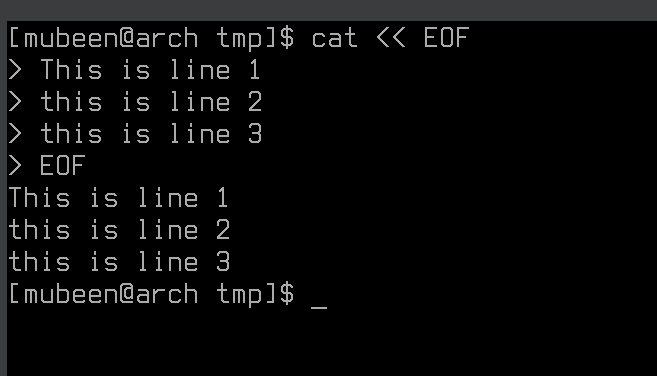 [mubeen@arch tmp]$ cat << EOF
> This is line 1
> this is line 2
> this is line 3
> EOF
This is line 1
this is line 2
this is line 3
[mubeen@arch tmp]$ _